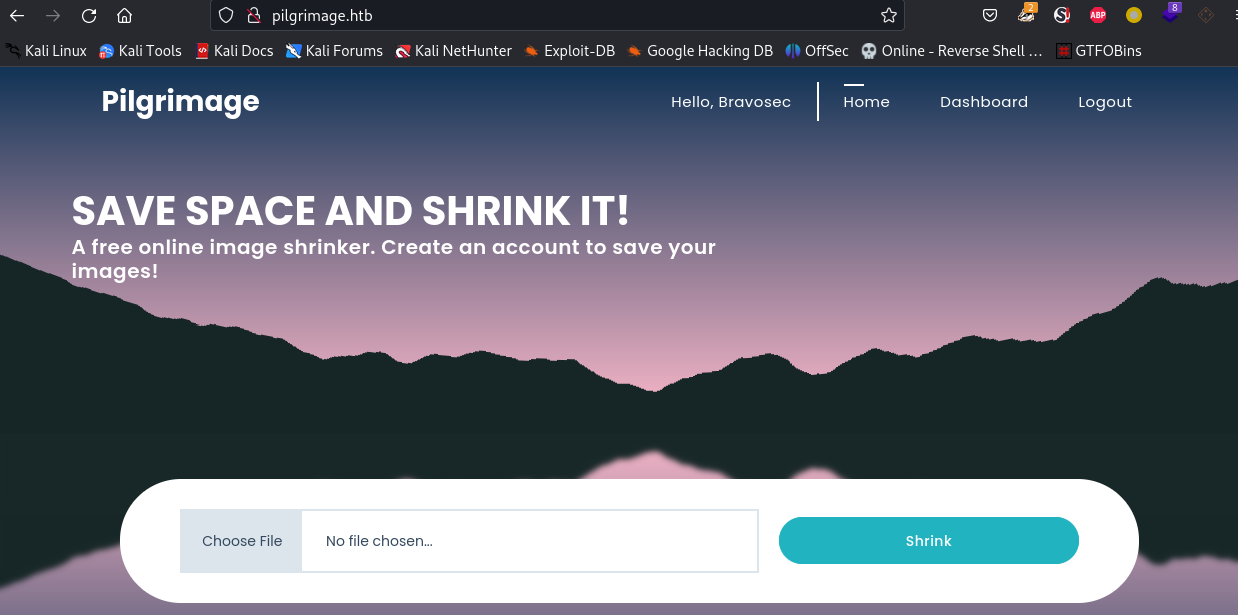 pilgrimage.htb
2
ABP
8
Kali Linux Kali Tools Kali Docs Kali Forums Kali NetHunter Exploit-DB Google Hacking DB OffSec Online - Reverse Shell … GTFOBins
Pilgrimage Hello, Bravosec Home Dashboard Logout
SAVE SPACE AND SHRINK IT!
A free online image shrinker. Create an account to save your
images!
Choose File No file chosen... Shrink